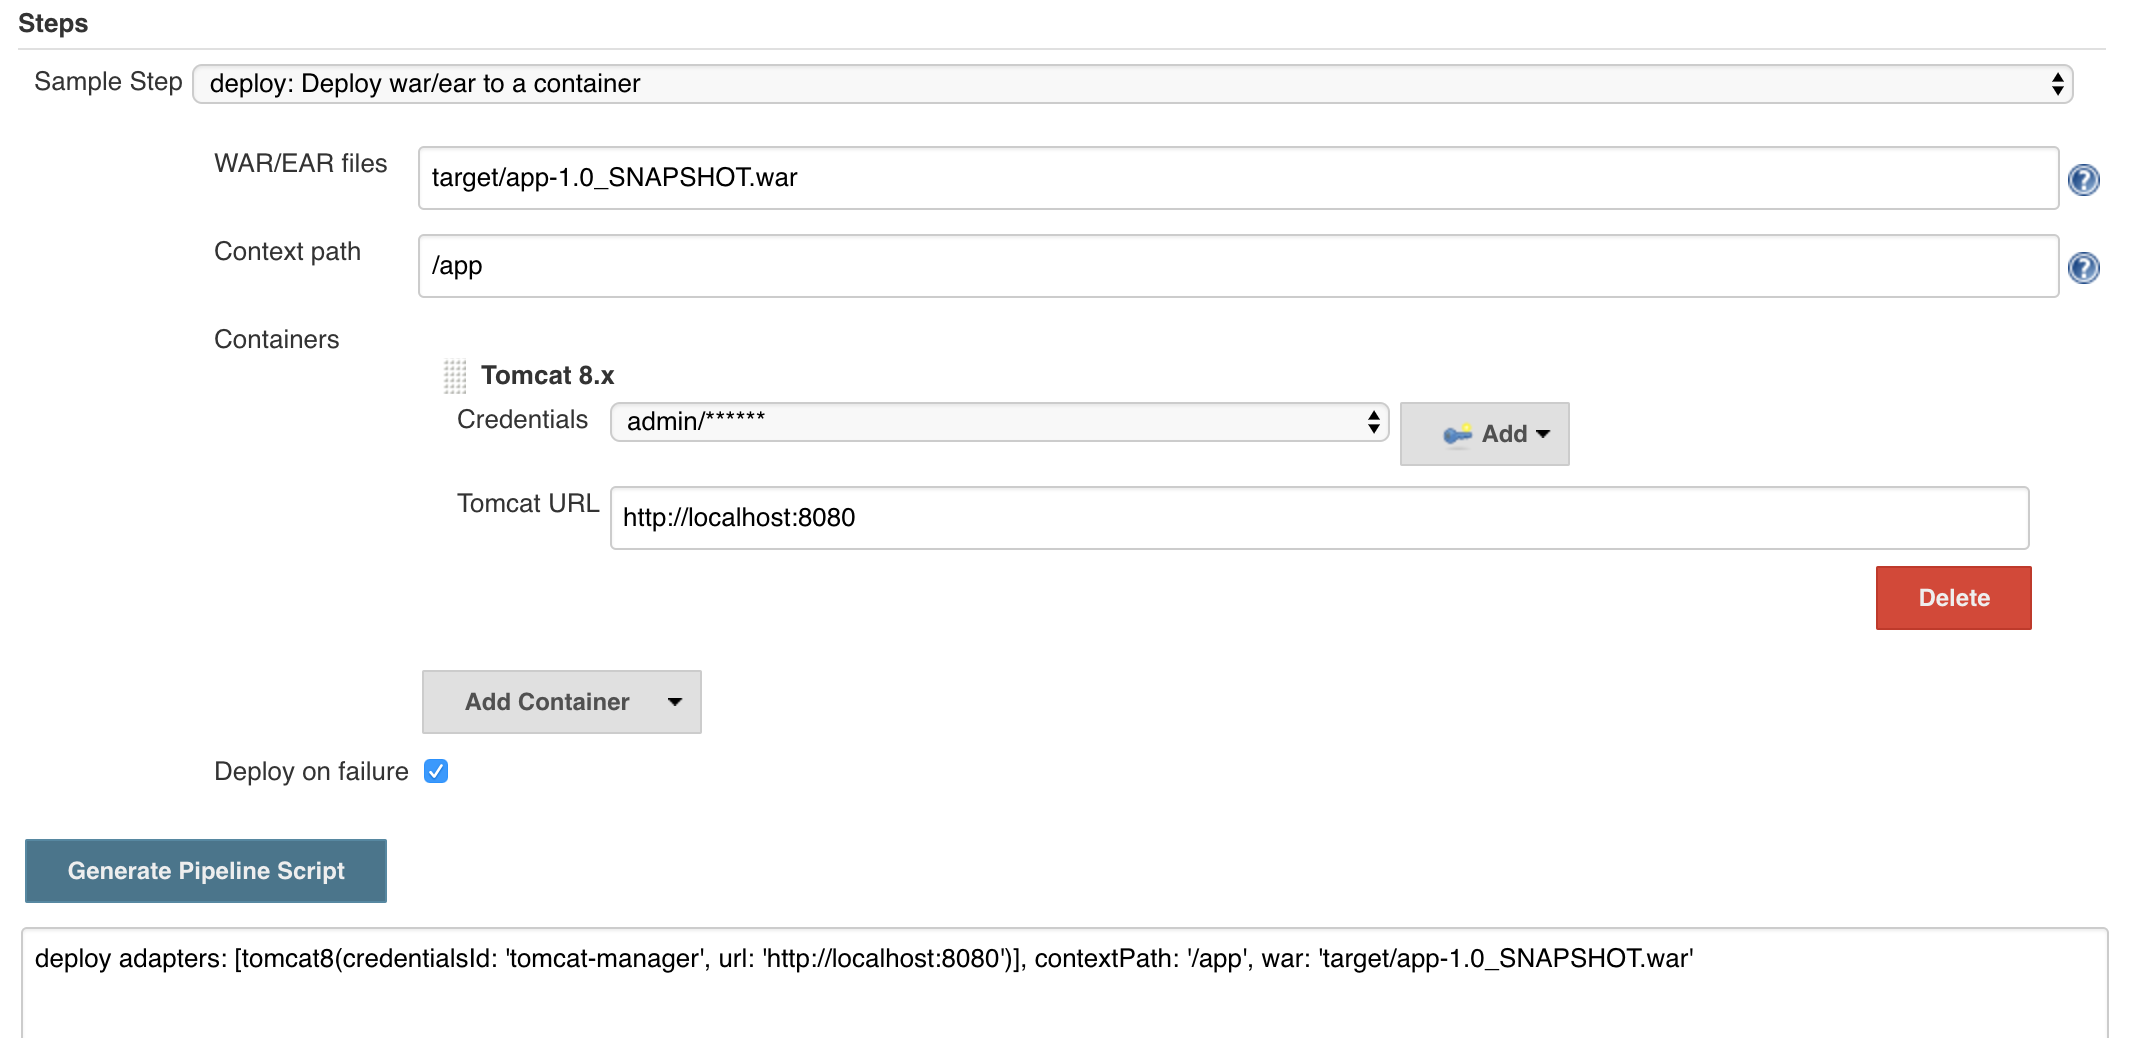 Steps
Sample Step deploy: Deploy war/ear to a container
WAR/EAR files target/app-1.0_SNAPSHOT.war ?
Context path /app ?
Containers
Tomcat 8.x
Credentials admin/****** Add
Tomcat URL http://localhost:8080
Delete
Add Container
Deploy on failure
Generate Pipeline Script
deploy adapters: [tomcat8(credentialsId: 'tomcat-manager', url: 'http://localhost:8080')], contextPath: '/app', war: 'target/app-1.0_SNAPSHOT.war'